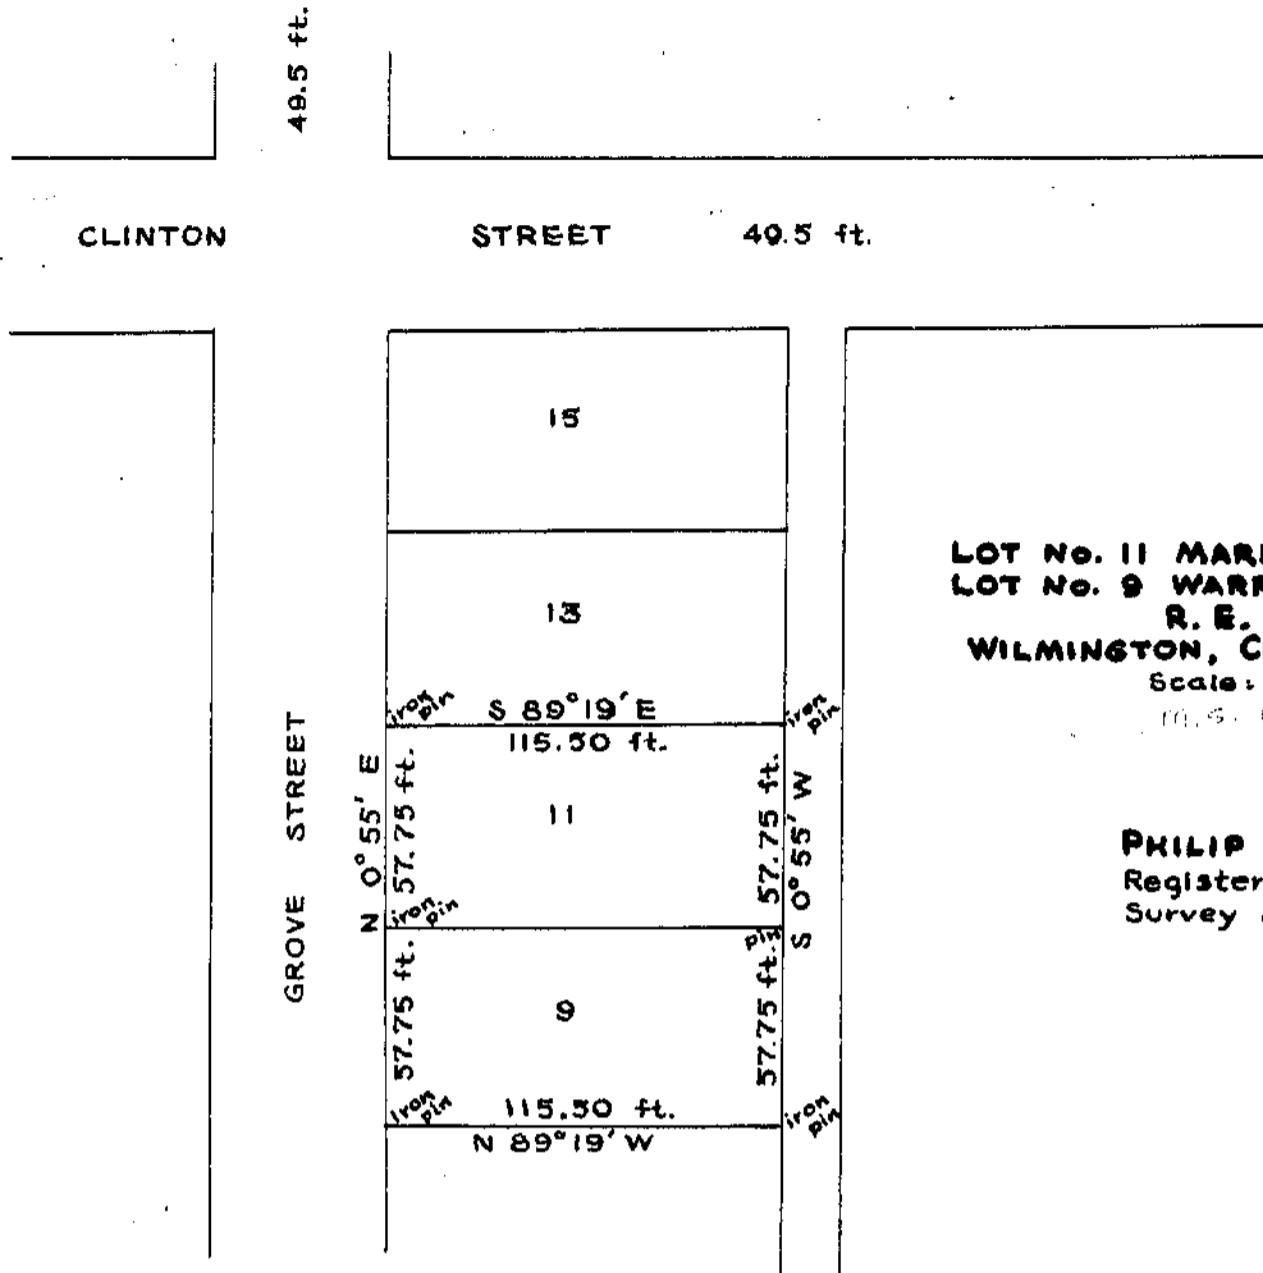 49.5 ft.
CLINTON STREET 49.5 ft.
15
13
LOT No. 11
LOT No. 9
R. E.
WILMINGTON,
Scale:
iron pin
S 89°19' E
iron pin
115.50 ft.
GROVE STREET
N 0°55' E
57.75 ft.
11
57.75 ft.
S 0°55' W
PHILIP
Survey
iron pin
pin
57.75 ft.
9
57.75 ft.
iron pin
115.50 ft.
iron pin
N 89°19' W